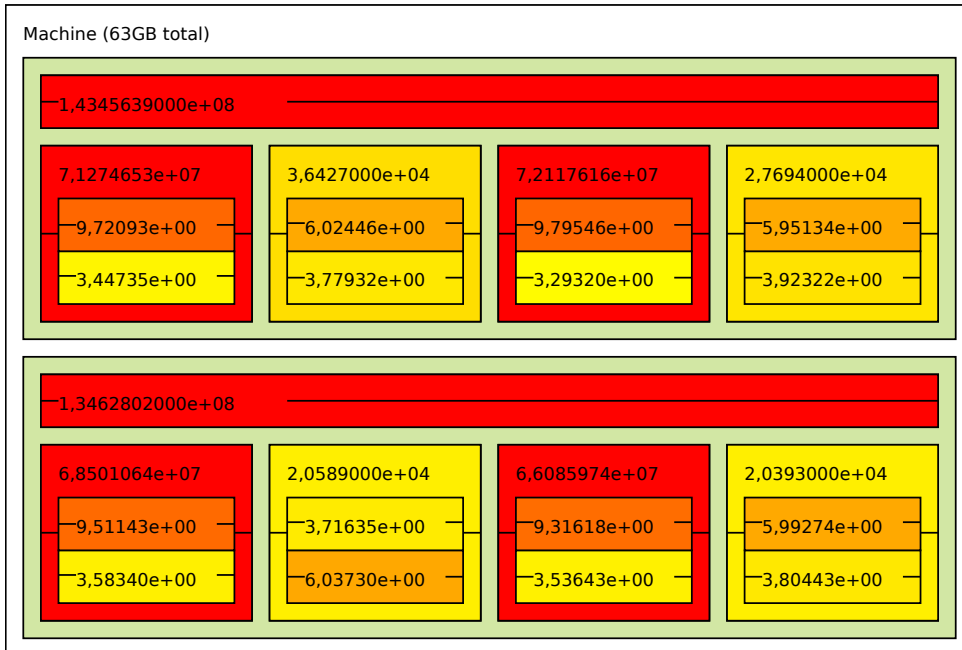 Machine (63GB total)
1,4345639000e+08
7,1274653e+07 3,6427000e+04 7,2117616e+07 2,7694000e+04
9,72093e+00 6,02446e+00 9,79546e+00 5,95134e+00
3,44735e+00 3,77932e+00 3,29320e+00 3,92322e+00
1,3462802000e+08
6,8501064e+07 2,0589000e+04 6,6085974e+07 2,0393000e+04
9,51143e+00 3,71635e+00 9,31618e+00 5,99274e+00
3,58340e+00 6,03730e+00 3,53643e+00 3,80443e+00